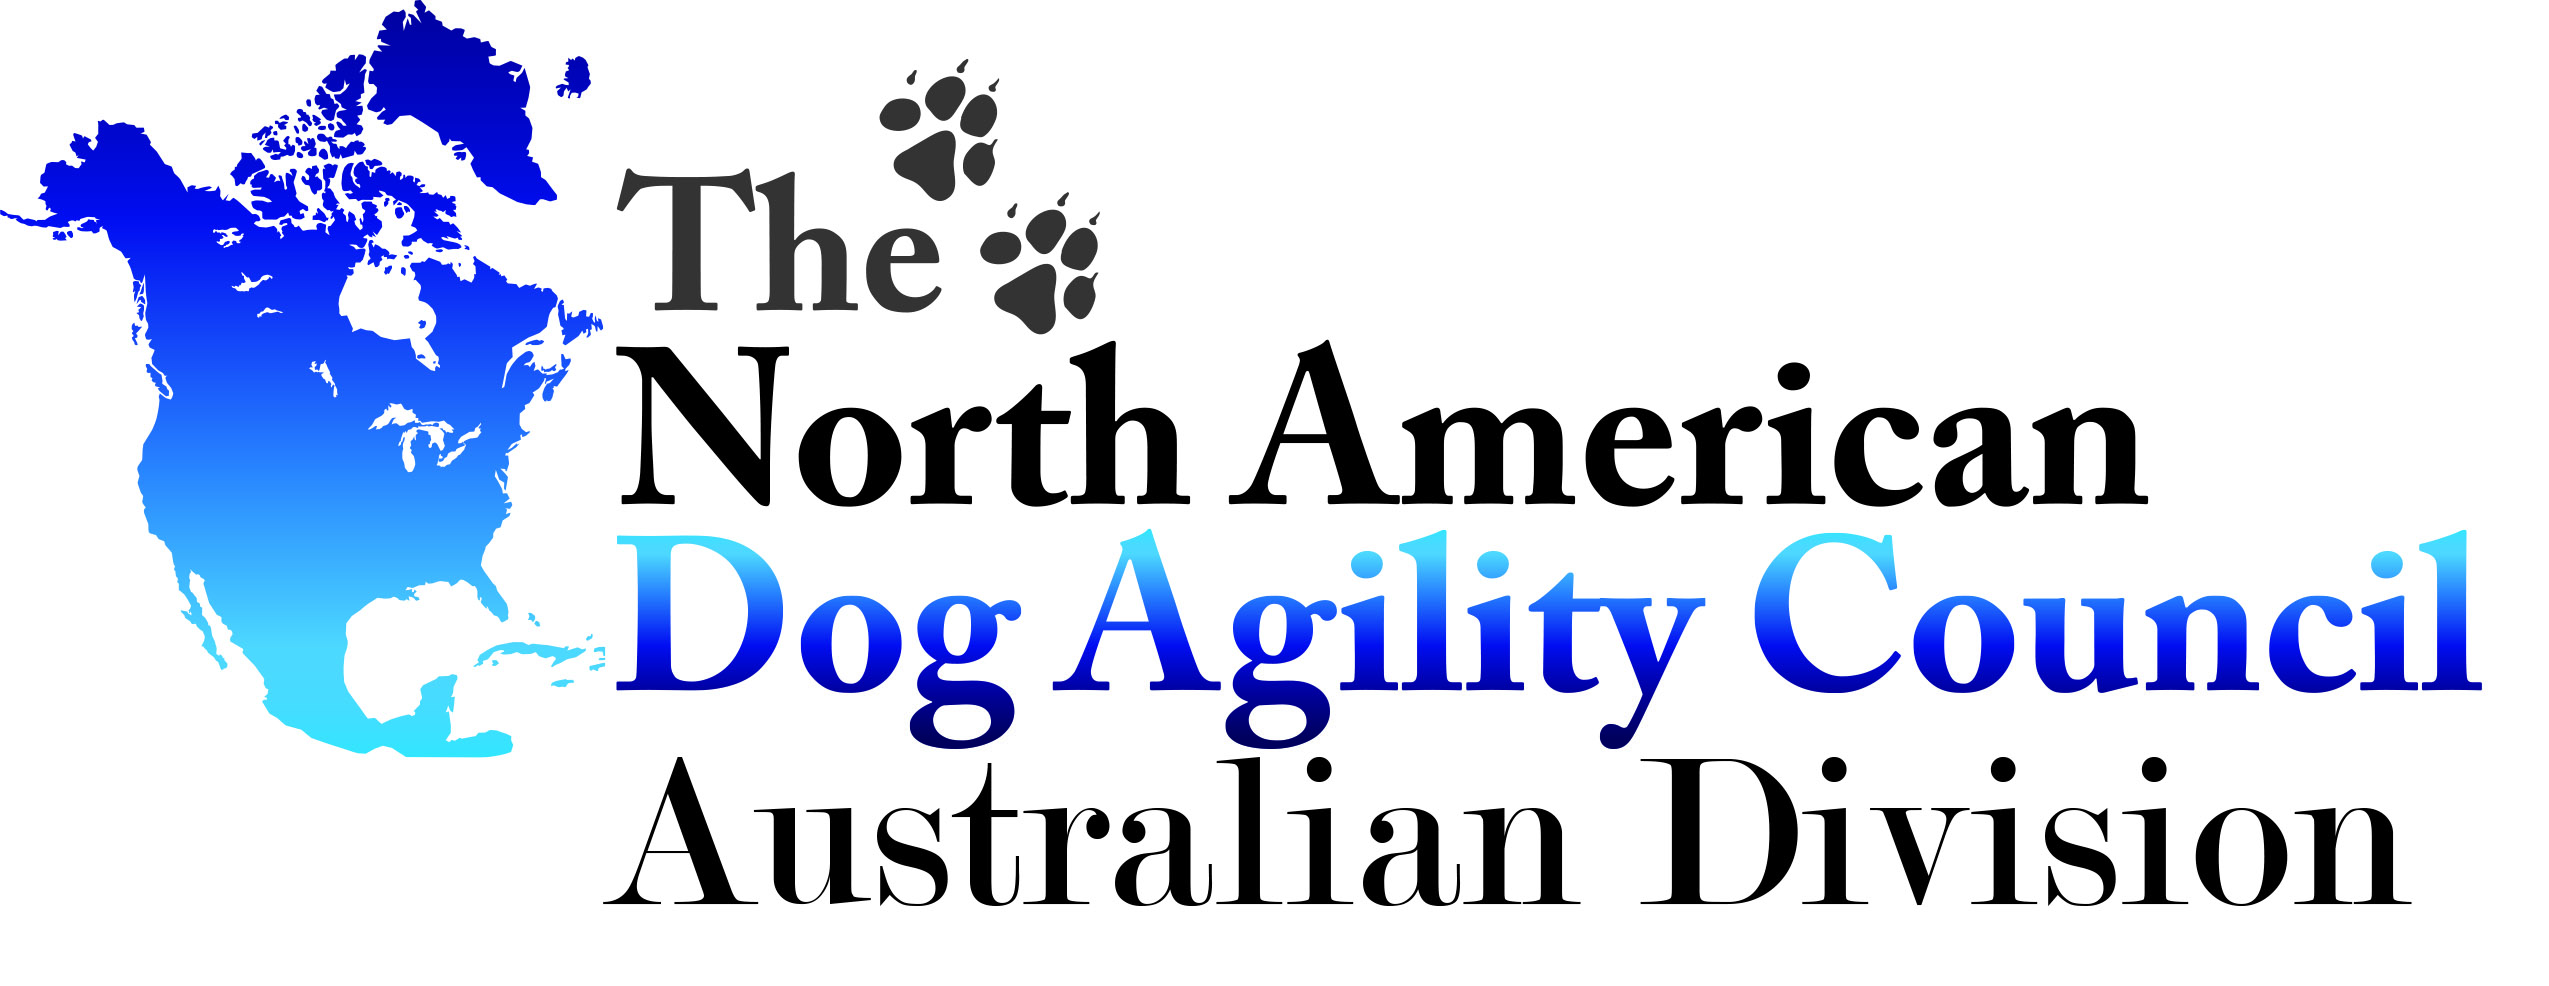 The
North American
Dog Agility Council
Australian Division